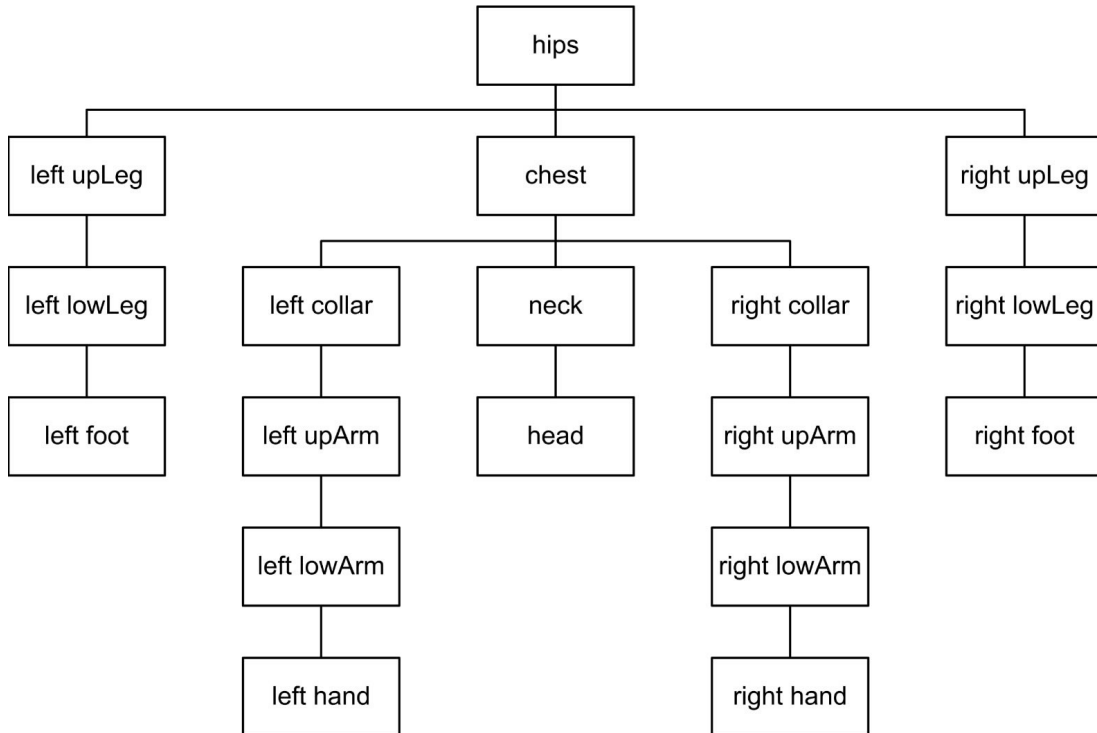 hips
left upLeg
chest
right upLeg
left lowLeg
left collar
neck
right collar
right lowLeg
left foot
left upArm
head
right upArm
right foot
left lowArm
right lowArm
left hand
right hand